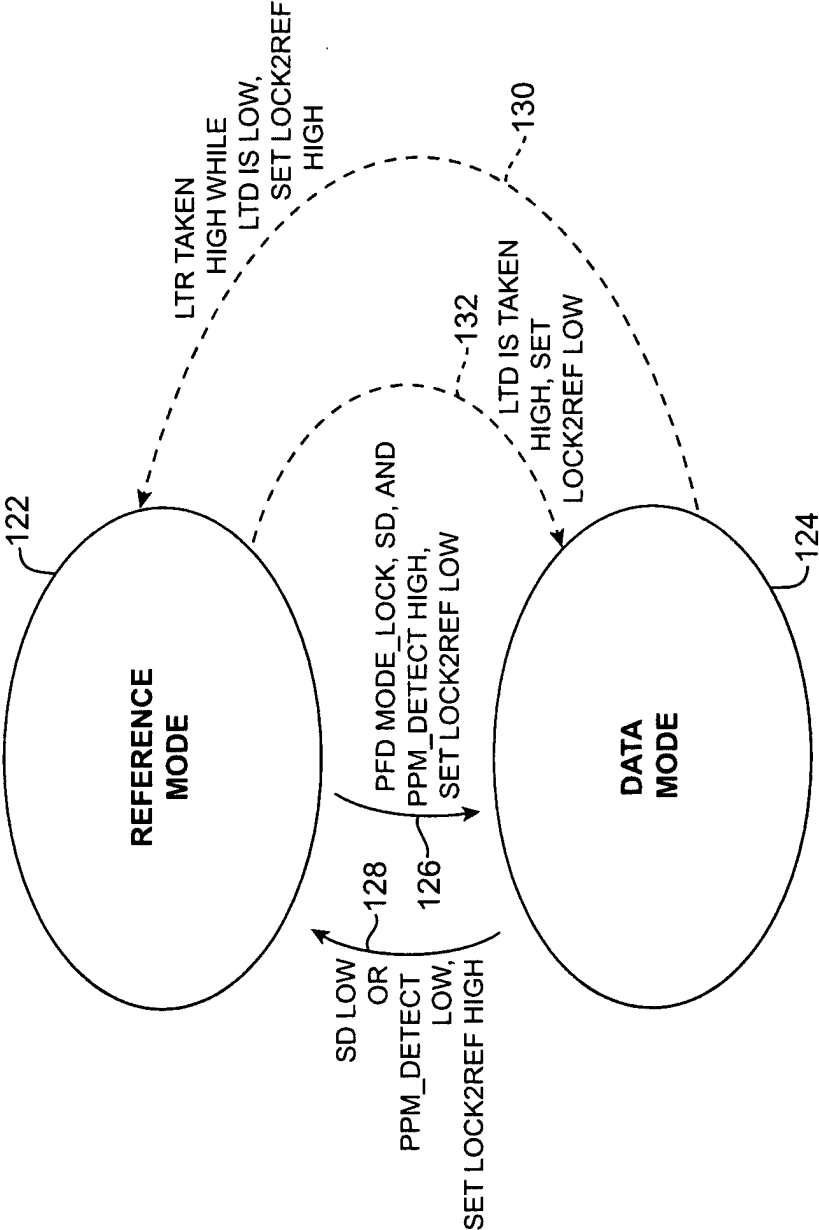 LTR TAKEN
HIGH WHILE
LTD IS LOW,
SET LOCK2REF
HIGH
130
132
LTD IS TAKEN
HIGH, SET
LOCK2REF LOW
122
REFERENCE
MODE
PFD MODE_LOCK, SD, AND
PPM_DETECT HIGH,
SET LOCK2REF LOW
126
128
SD LOW
OR
PPM_DETECT
LOW,
SET LOCK2REF HIGH
DATA
MODE
124